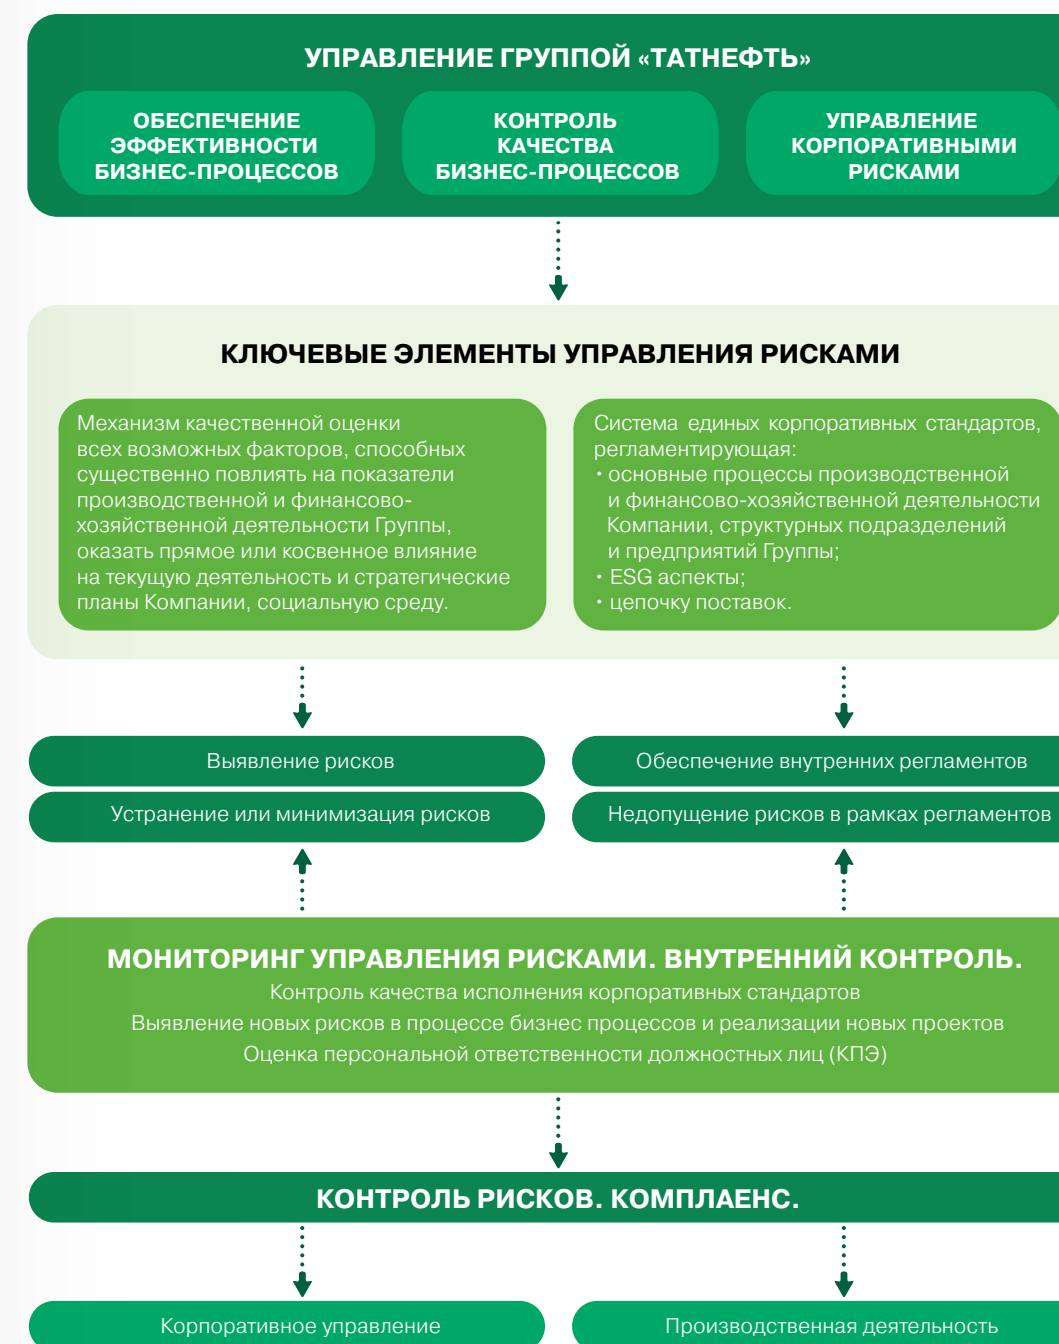 УПРАВЛЕНИЕ ГРУППОЙ «ТАТНЕФТЬ»
ОБЕСПЕЧЕНИЕ
ЭФФЕКТИВНОСТИ
БИЗНЕС-ПРОЦЕССОВ
КОНТРОЛЬ
КАЧЕСТВА
БИЗНЕС-ПРОЦЕССОВ
УПРАВЛЕНИЕ
КОРПОРАТИВНЫМИ
РИСКАМИ
КЛЮЧЕВЫЕ ЭЛЕМЕНТЫ УПРАВЛЕНИЯ РИСКАМИ
Механизм качественной оценки
всех возможных факторов, способных
существенно повлиять на показатели
производственной и финансово-
хозяйственной деятельности Группы,
оказать прямое или косвенное влияние
на текущую деятельность и стратегические
планы Компании, социальную среду.
Система единых корпоративных стандартов,
регламентирующая:
• основные процессы производственной
и финансово-хозяйственной деятельности
Компании, структурных подразделений
и предприятий Группы;
• ESG аспекты;
• цепочку поставок.
Выявление рисков
Обеспечение внутренних регламентов
Устранение или минимизация рисков
Недопущение рисков в рамках регламентов
МОНИТОРИНГ УПРАВЛЕНИЯ РИСКАМИ. ВНУТРЕННИЙ КОНТРОЛЬ.
Контроль качества исполнения корпоративных стандартов
Выявление новых рисков в процессе бизнес процессов и реализации новых проектов
Оценка персональной ответственности должностных лиц (КПЭ)
КОНТРОЛЬ РИСКОВ. КОМПЛАЕНС.
Корпоративное управление
Производственная деятельность